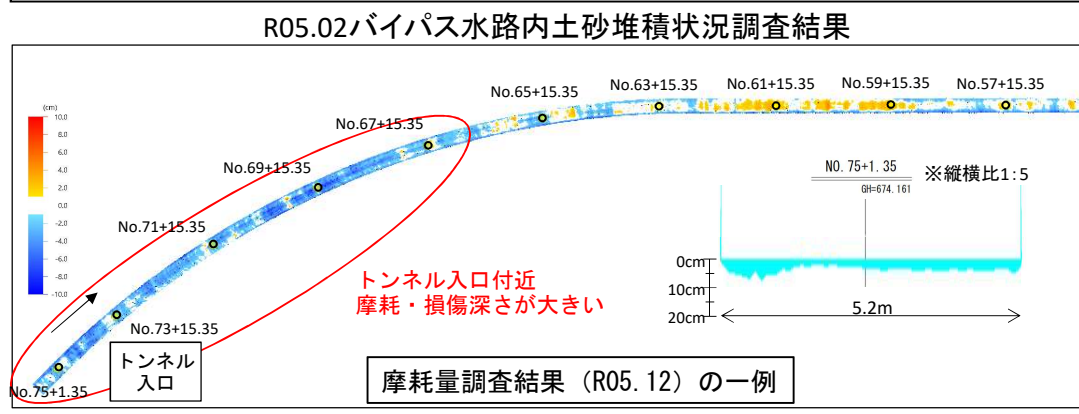 R05.02バイパス水路内土砂堆積状況調査結果
(cm)
10.0
8.0
6.0
4.0
2.0
0.0
-2.0
-4.0
-6.0
-8.0
-10.0
No.75+1.35
No.73+15.35
No.71+15.35
No.69+15.35
No.67+15.35
No.65+15.35
No.63+15.35
No.61+15.35
No.59+15.35
No.57+15.35
トンネル
入口
トンネル入口付近
摩耗・損傷深さが大きい
NO.75+1.35
GH=674.161
※縦横比1:5
0cm
10cm
20cm
5.2m
摩耗量調査結果（R05.12）の一例